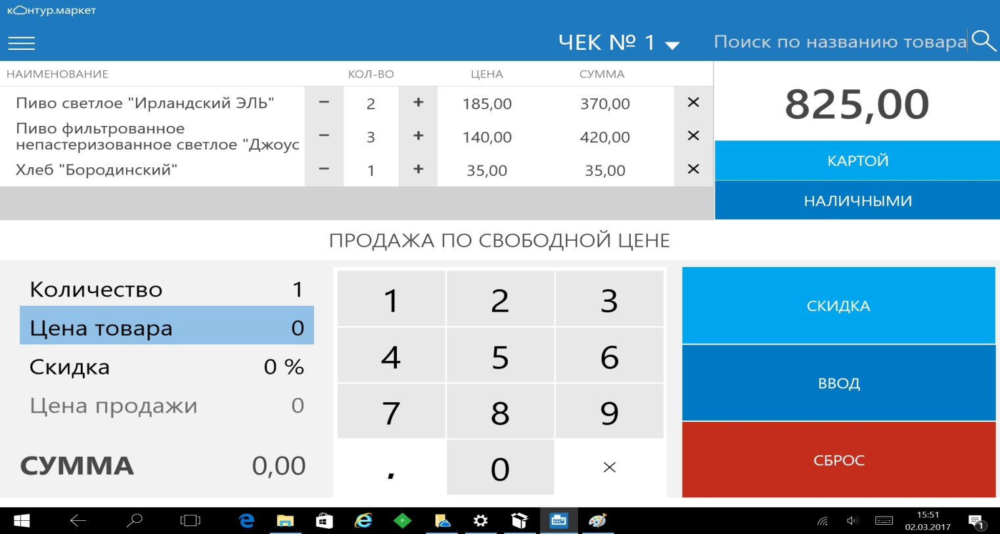 контур.маркет
ЧЕК № 1
Поиск по названию товара
НАИМЕНОВАНИЕ КОЛ-ВО ЦЕНА СУММА
Пиво светлое "Ирландский ЭЛЬ" − 2 + 185,00 370,00 ×
Пиво фильтрованное
непастеризованное светлое "Джоус − 3 + 140,00 420,00 ×
Хлеб "Бородинский" − 1 + 35,00 35,00 ×
825,00
КАРТОЙ
НАЛИЧНЫМИ
ПРОДАЖА ПО СВОБОДНОЙ ЦЕНЕ
Количество 1
Цена товара 0
Скидка 0 %
Цена продажи 0
СУММА 0,00
1 2 3
4 5 6
7 8 9
, 0 ×
СКИДКА
ВВОД
СБРОС
15:51
02.03.2017
1